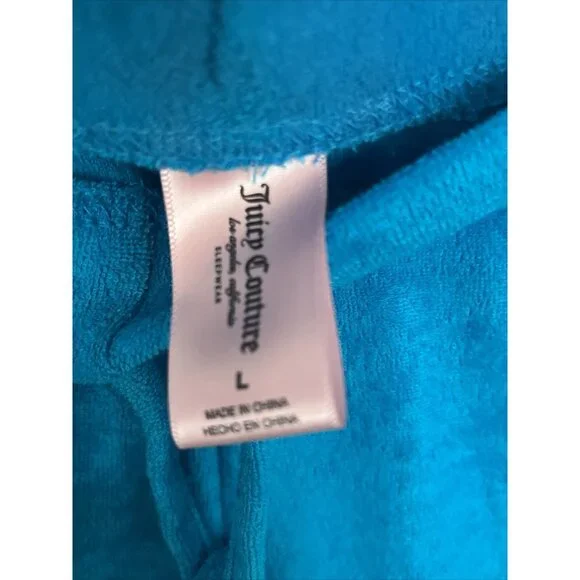 Juicy Couture
los angeles, california
SLEEPWEAR
L
MADE IN CHINA
HECHO EN CHINA